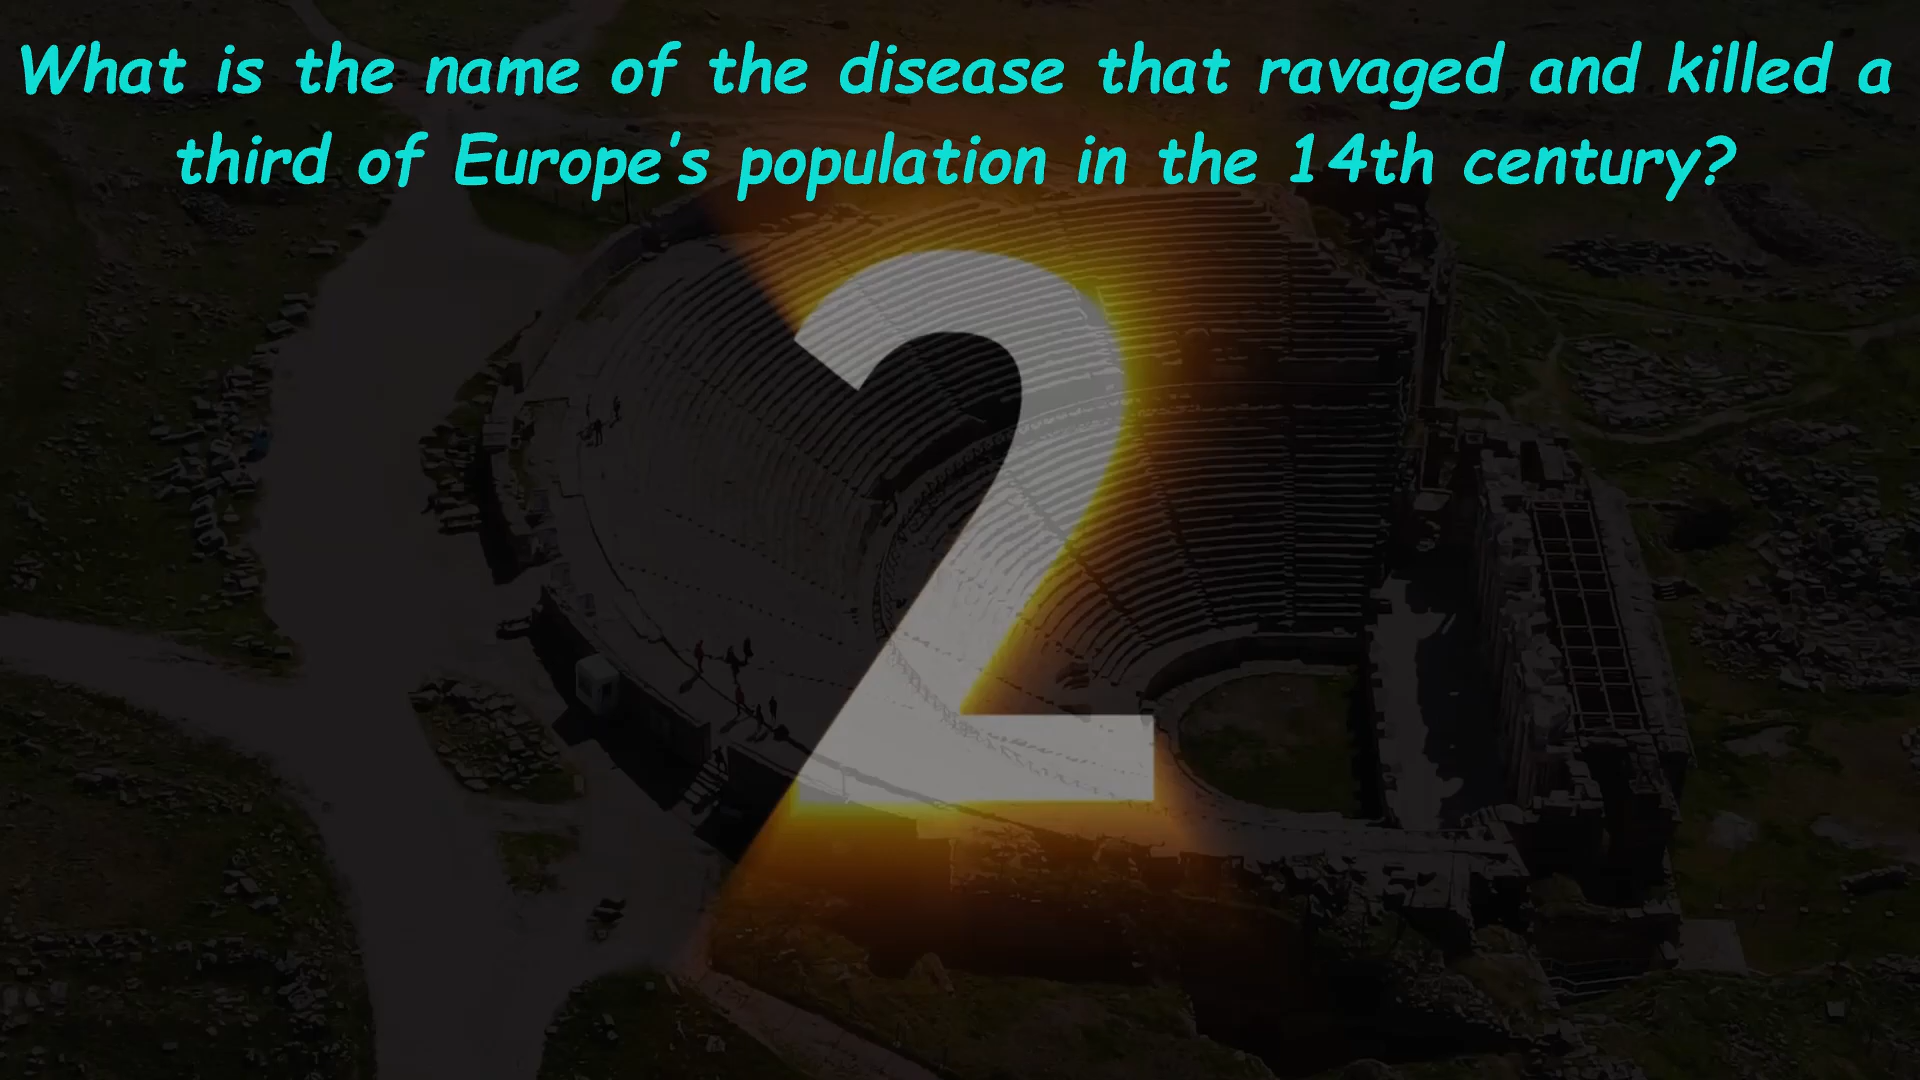 What is the name of the disease that ravaged and killed a
third of Europe's population in the 14th century?
2